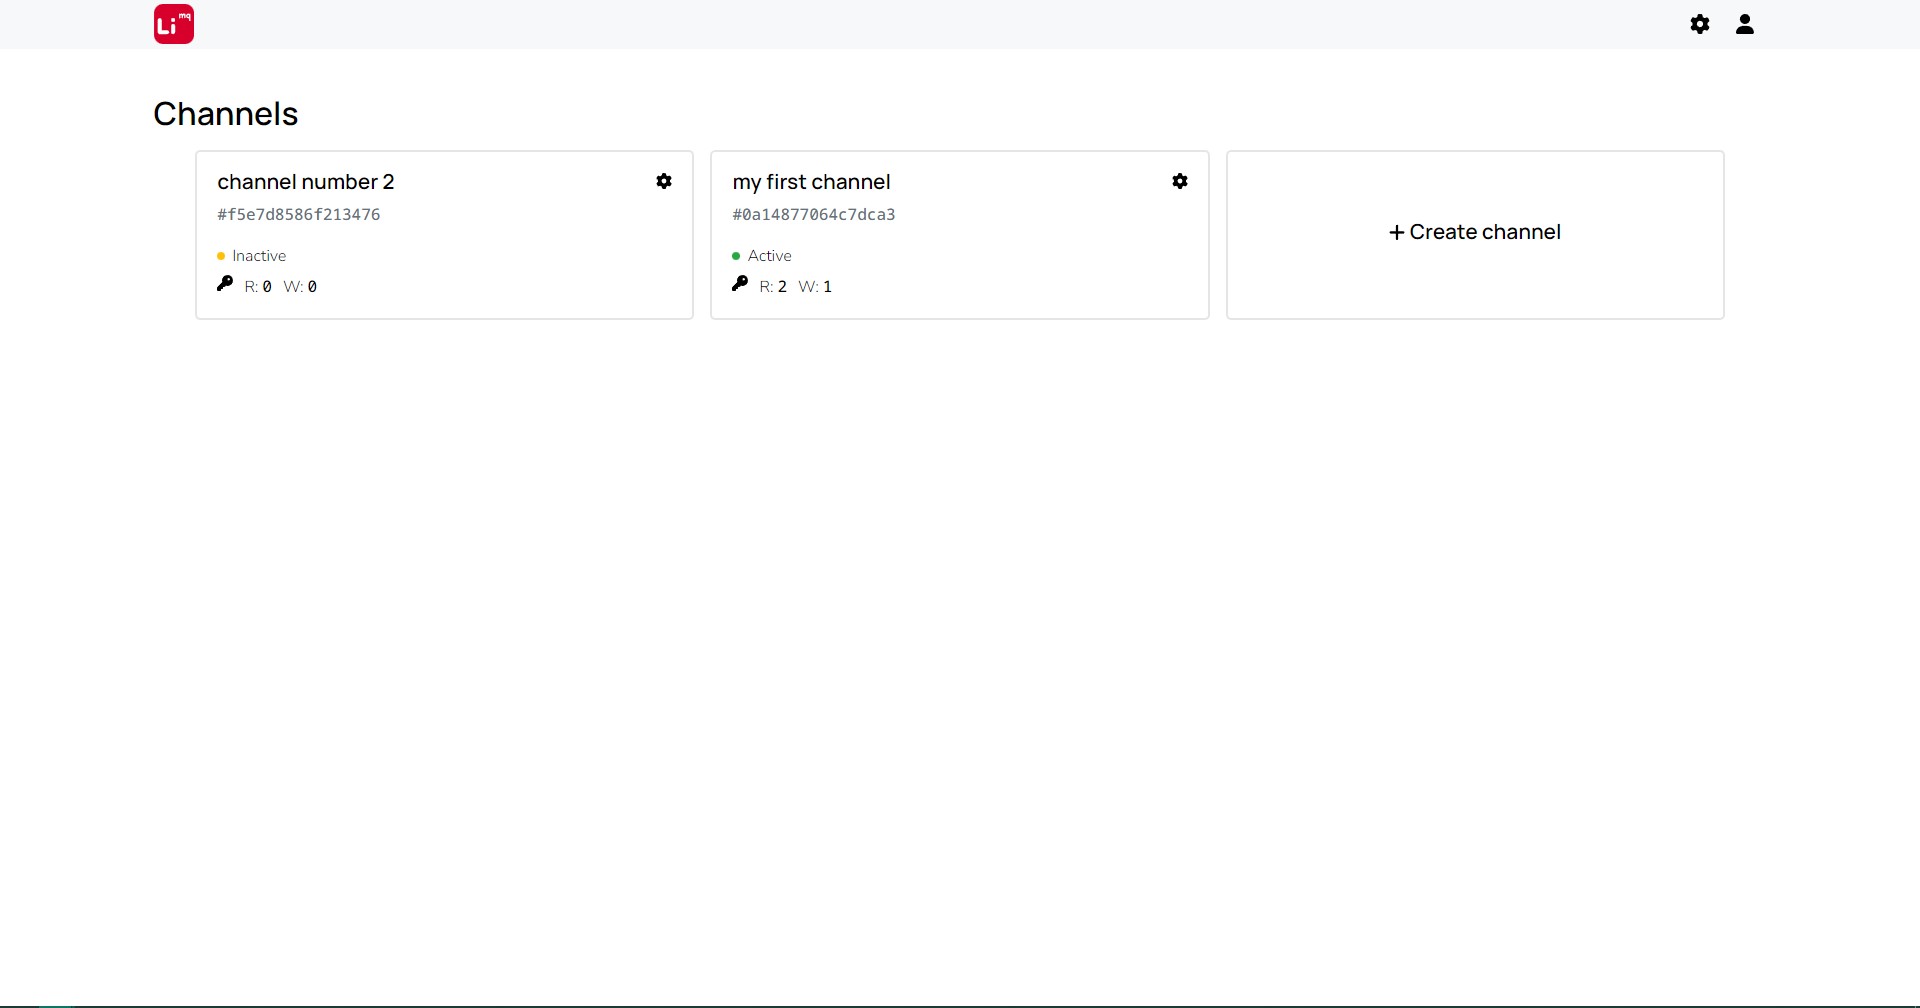 Li mq
Channels
channel number 2
#f5e7d8586f213476
Inactive
R: 0 W: 0
my first channel
#0a14877064c7dca3
Active
R: 2 W: 1
+ Create channel